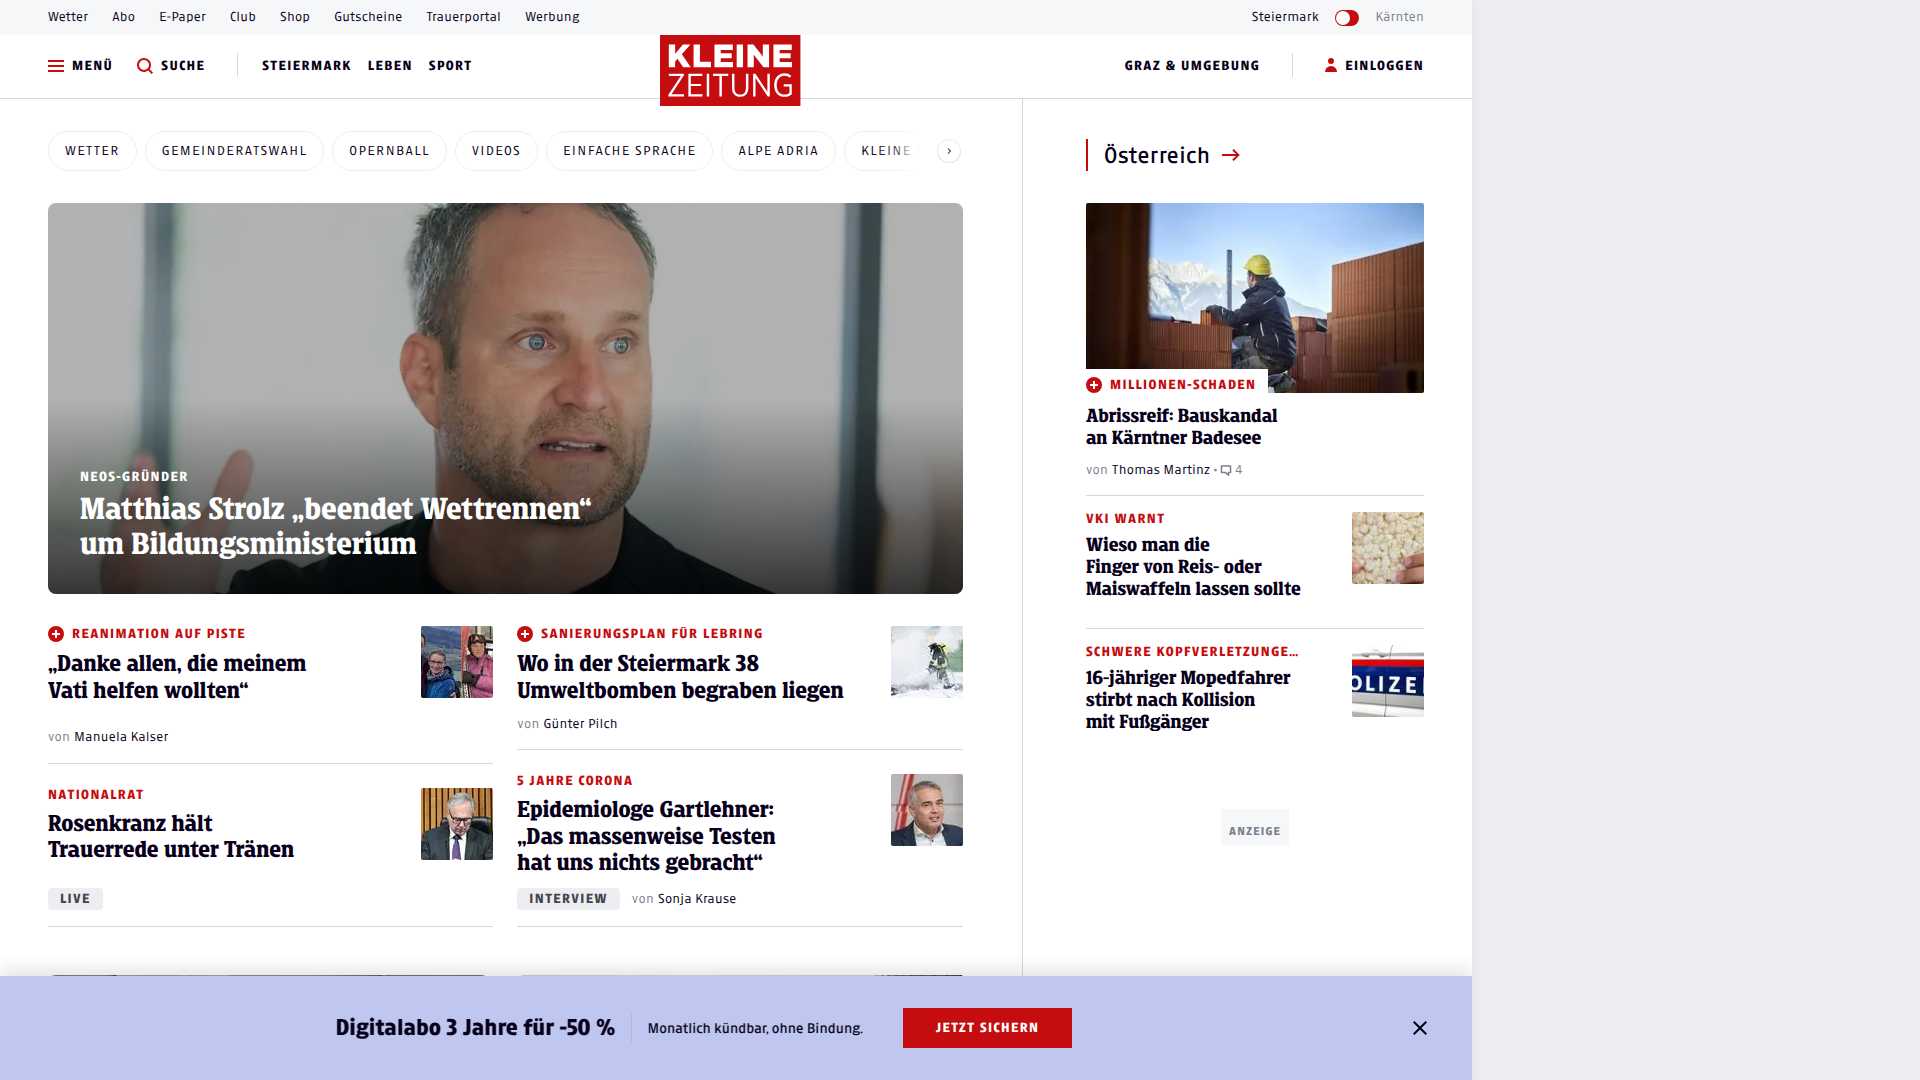 Wetter Abo E-Paper Club Shop Gutscheine Trauerportal Werbung
Steiermark Kärnten
MENÜ SUCHE STEIERMARK LEBEN SPORT
KLEINE
ZEITUNG
GRAZ & UMGEBUNG EINLOGGEN
WETTER GEMEINDERATSWAHL OPERNBALL VIDEOS EINFACHE SPRACHE ALPE ADRIA KLEINE
NEOS-GRÜNDER
Matthias Strolz „beendet Wettrennen“
um Bildungsministerium
REANIMATION AUF PISTE
„Danke allen, die meinem
Vati helfen wollten“
von Manuela Kalser
NATIONALRAT
Rosenkranz hält
Trauerrede unter Tränen
LIVE
SANIERUNGSPLAN FÜR LEBRING
Wo in der Steiermark 38
Umweltbomben begraben liegen
von Günter Pilch
5 JAHRE CORONA
Epidemiologe Gartlehner:
„Das massenweise Testen
hat uns nichts gebracht“
INTERVIEW von Sonja Krause
Österreich
MILLIONEN-SCHADEN
Abrissreif: Bauskandal
an Kärntner Badesee
von Thomas Martinz • 4
VKI WARNT
Wieso man die
Finger von Reis- oder
Maiswaffeln lassen sollte
SCHWERE KOPFVERLETZUNGE…
16-jähriger Mopedfahrer
stirbt nach Kollision
mit Fußgänger
OLIZE
ANZEIGE
Digitalabo 3 Jahre für -50 %
Monatlich kündbar, ohne Bindung.
JETZT SICHERN